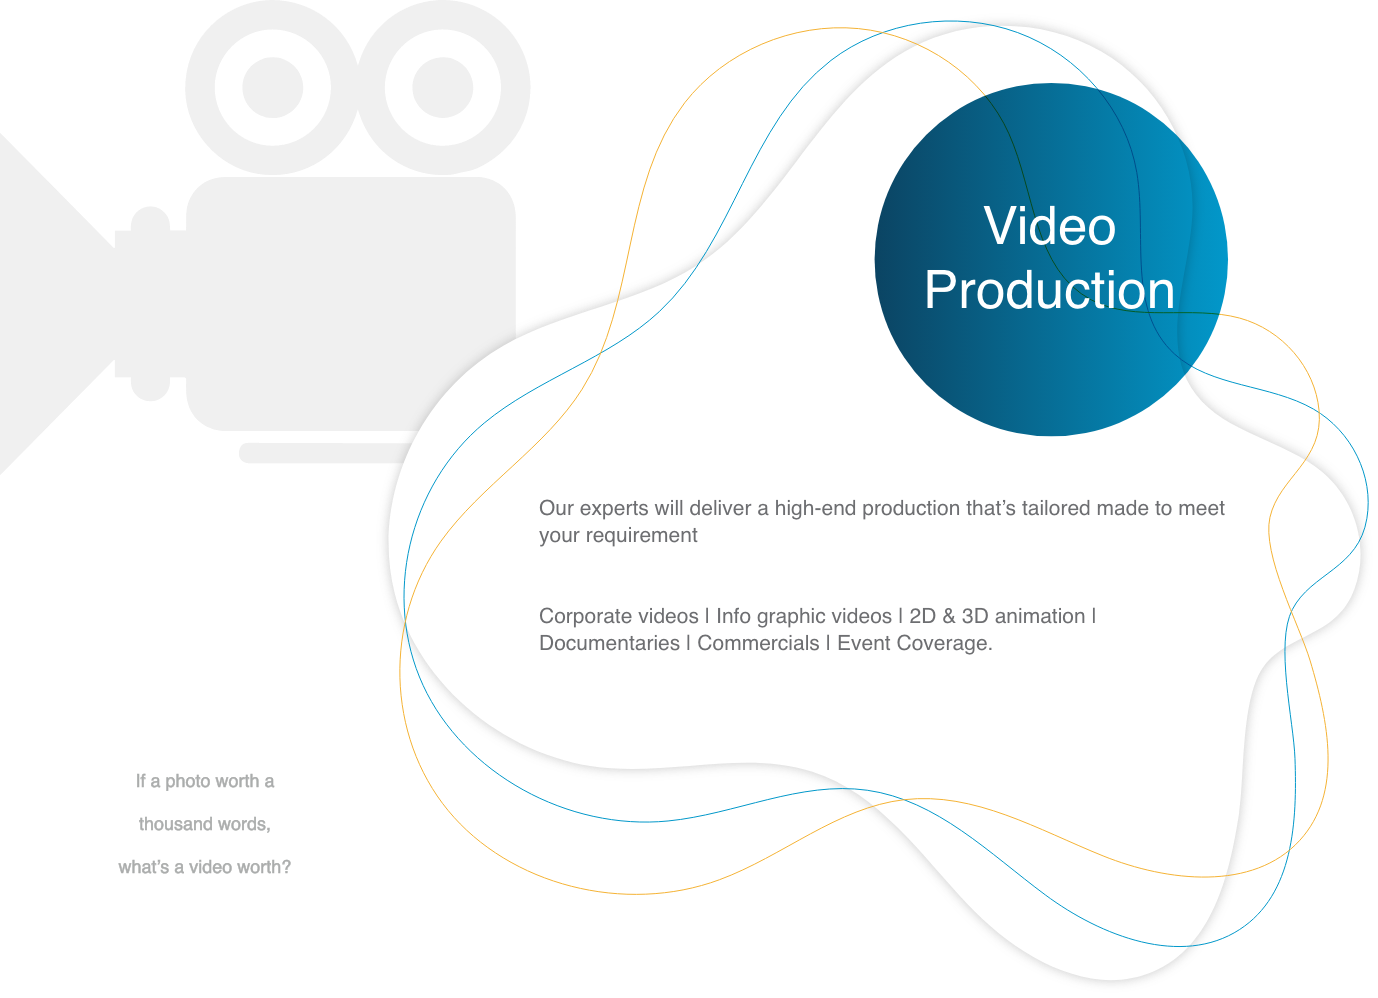 Video
Production
Our experts will deliver a high-end production that’s tailored made to meet
your requirement
Corporate videos | Info graphic videos | 2D & 3D animation |
Documentaries | Commercials | Event Coverage.
If a photo worth a
thousand words,
what’s a video worth?